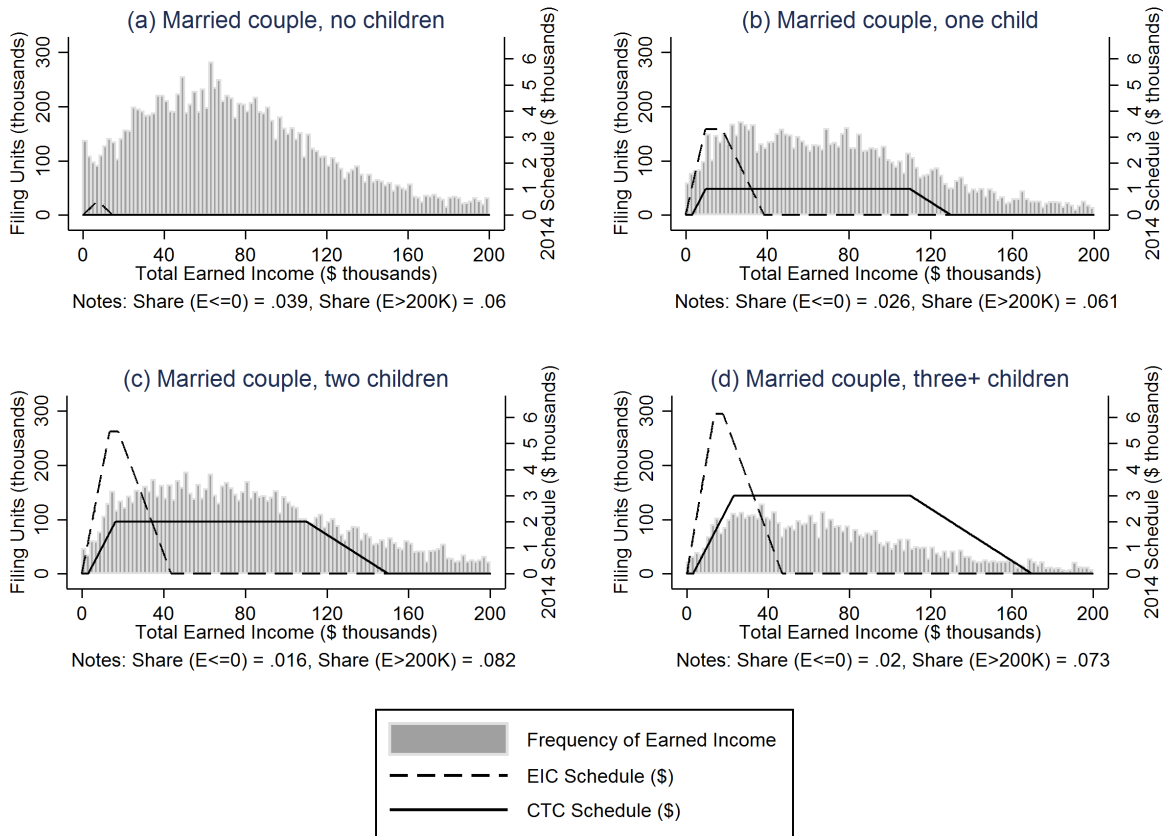 (a) Married couple, no children
Filing Units (thousands)
0
100
200
300
2014 Schedule ($ thousands)
0
1
2
3
4
5
6
0 40 80 120 160 200
Total Earned Income ($ thousands)
Notes: Share (E<=0) = .039, Share (E>200K) = .06
(b) Married couple, one child
Filing Units (thousands)
0
100
200
300
2014 Schedule ($ thousands)
0
1
2
3
4
5
6
0 40 80 120 160 200
Total Earned Income ($ thousands)
Notes: Share (E<=0) = .026, Share (E>200K) = .061
(c) Married couple, two children
Filing Units (thousands)
0
100
200
300
2014 Schedule ($ thousands)
0
1
2
3
4
5
6
0 40 80 120 160 200
Total Earned Income ($ thousands)
Notes: Share (E<=0) = .016, Share (E>200K) = .082
(d) Married couple, three+ children
Filing Units (thousands)
0
100
200
300
2014 Schedule ($ thousands)
0
1
2
3
4
5
6
0 40 80 120 160 200
Total Earned Income ($ thousands)
Notes: Share (E<=0) = .02, Share (E>200K) = .073
Frequency of Earned Income
EIC Schedule ($)
CTC Schedule ($)